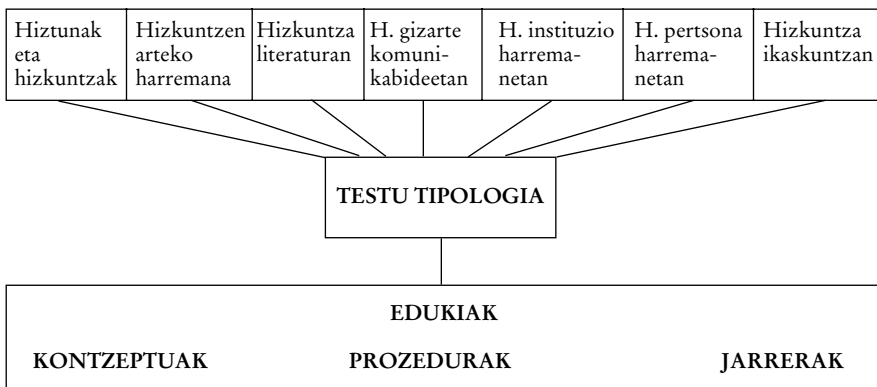 Hiztunak
eta
hizkuntzak
Hizkuntzen
arteko
harremana
Hizkuntza
literaturan
H. gizarte
komuni-
kabideetan
H. instituzio
harrema-
netan
H. pertsona
harrema-
netan
Hizkuntza
ikaskuntzan
TESTU TIPOLOGIA
EDUKIAK
KONTZEPTUAK PROZEDURAK JARRERAK